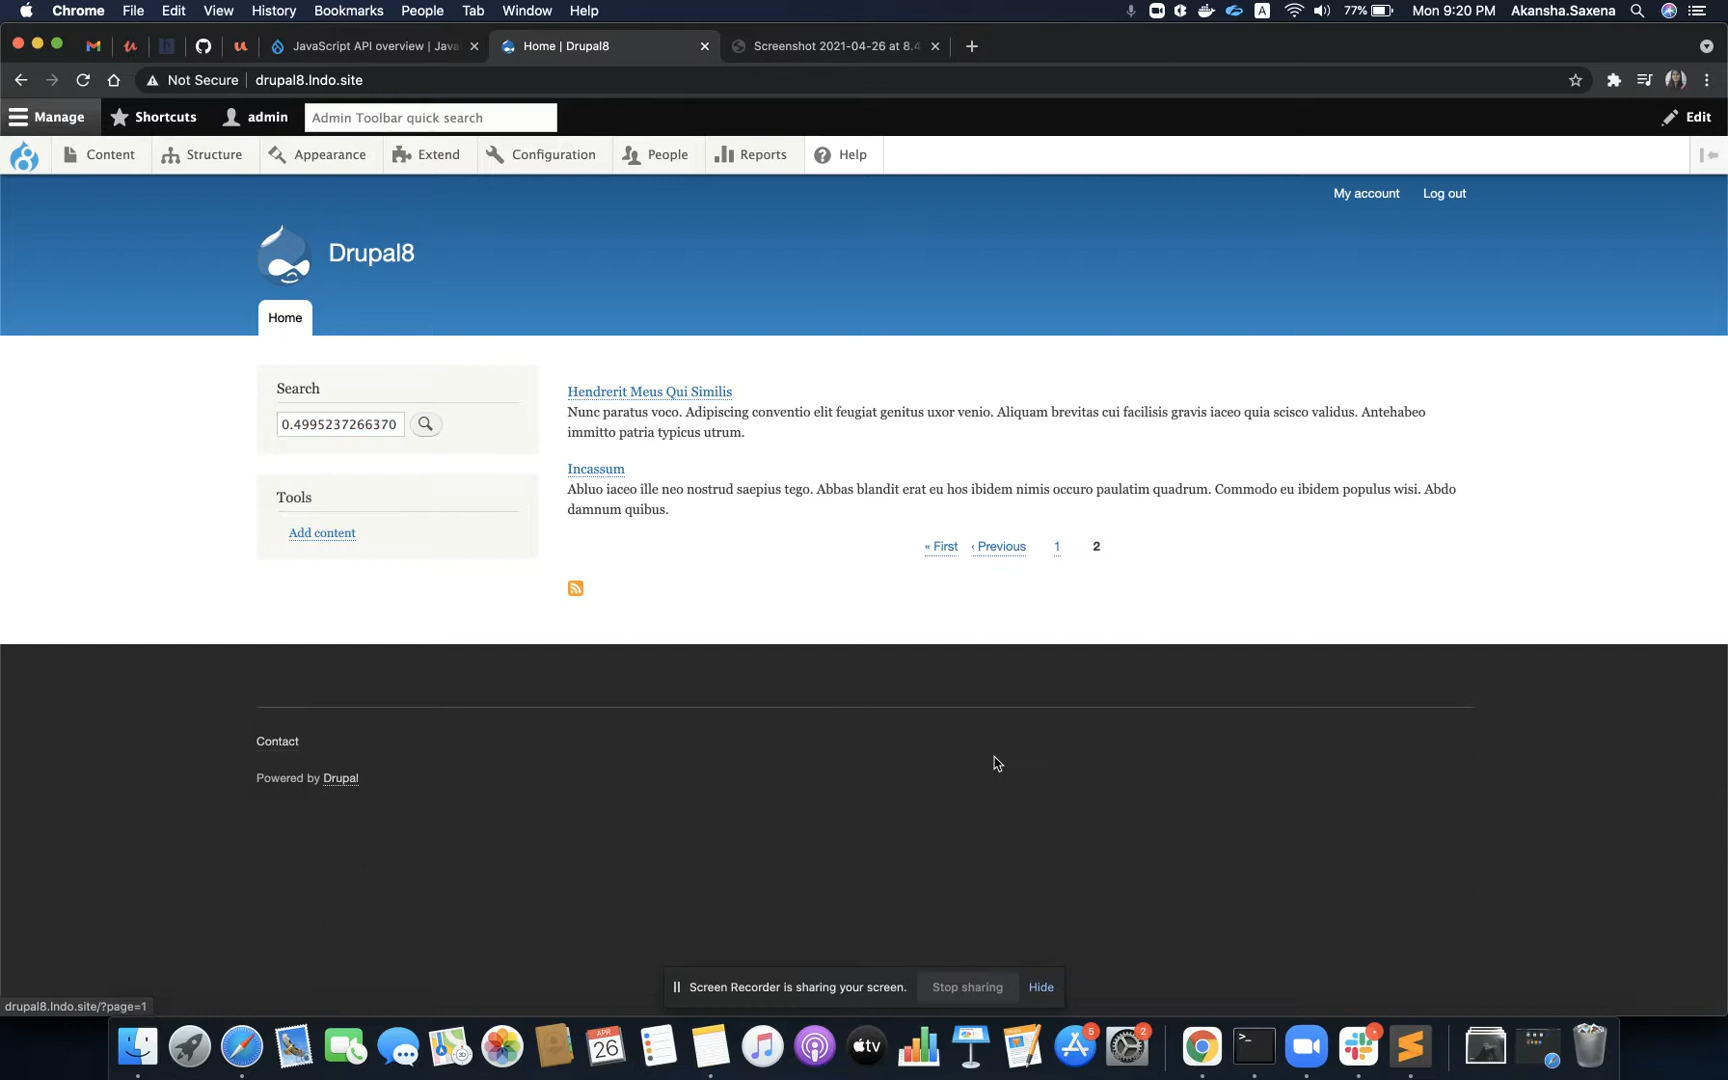 Chrome File Edit View History Bookmarks People Tab Window Help
A 77% Mon 9:20 PM Akansha.Saxena
JavaScript API overview | Java
Home | Drupal8
Screenshot 2021-04-26 at 8.4
Not Secure drupal8.lndo.site
Manage Shortcuts admin Admin Toolbar quick search Edit
Content Structure Appearance Extend Configuration People Reports Help
My account Log out
Drupal8
Home
Search
0.4995237266370
Tools
Add content
Hendrerit Meus Qui Similis
Nunc paratus voco. Adipiscing conventio elit feugiat genitus uxor venio. Aliquam brevitas cui facilisis gravis iaceo quia scisco validus. Antehabeo
immitto patria typicus utrum.
Incassum
Abluo iaceo ille neo nostrud saepius tego. Abbas blandit erat eu hos ibidem nimis occuro paulatim quadrum. Commodo eu ibidem populus wisi. Abdo
damnum quibus.
« First ‹ Previous 1 2
Contact
Powered by Drupal
Screen Recorder is sharing your screen. Stop sharing Hide
drupal8.lndo.site/?page=1
APR
26
tv
5
2